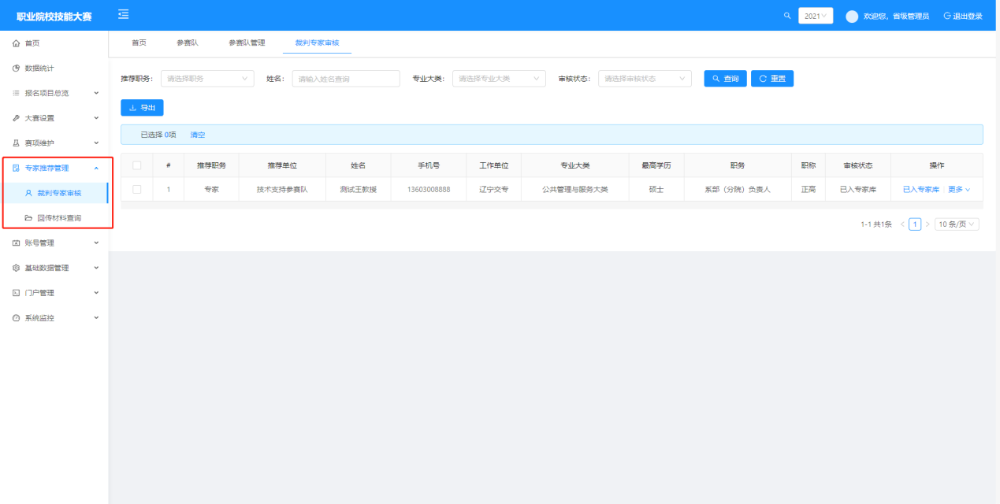 职业院校技能大赛
2021
欢迎您，省级管理员
退出登录
首页
数据统计
报名项目总览
大赛设置
赛项维护
专家推荐管理
裁判专家审核
回传材料查询
账号管理
基础数据管理
门户管理
系统监控
首页 参赛队 参赛队管理 裁判专家审核
推荐职务： 请选择职务 姓名： 请输入姓名查询 专业大类： 请选择专业大类 审核状态： 请选择审核状态 查询 重置
导出
已选择 0项 清空
# 推荐职务 推荐单位 姓名 手机号 工作单位 专业大类 最高学历 职务 职称 审核状态 操作
1 专家 技术支持参赛队 测试王教授 13603008888 辽宁交专 公共管理与服务大类 硕士 系部（分院）负责人 正高 已入专家库 已入专家库 更多
1-1 共1条 < 1 > 10 条/页